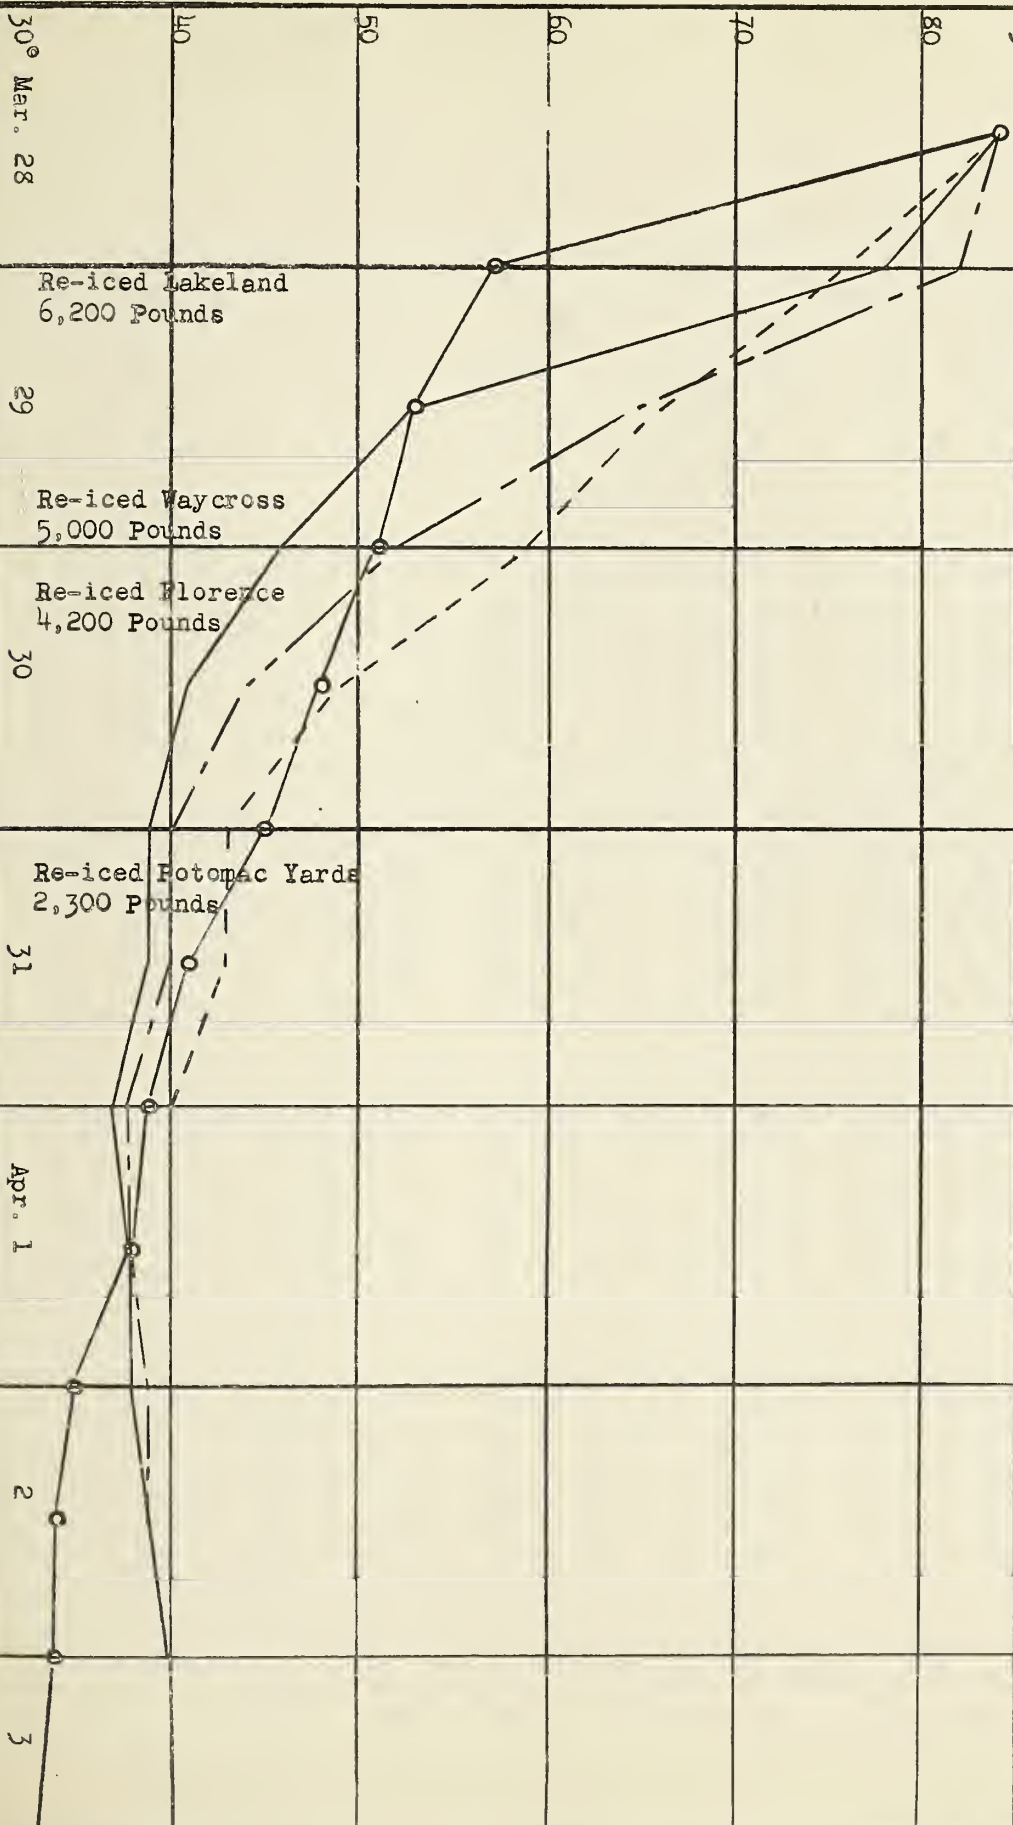 40
50
60
70
80
30° Mar. 28
Re-iced Lakeland
6,200 Pounds
29
Re-iced Waycross
5,000 Pounds
Re-iced Florence
4,200 Pounds
30
Re-iced Potomac Yards
2,300 Pounds
31
Apr. 1
2
3